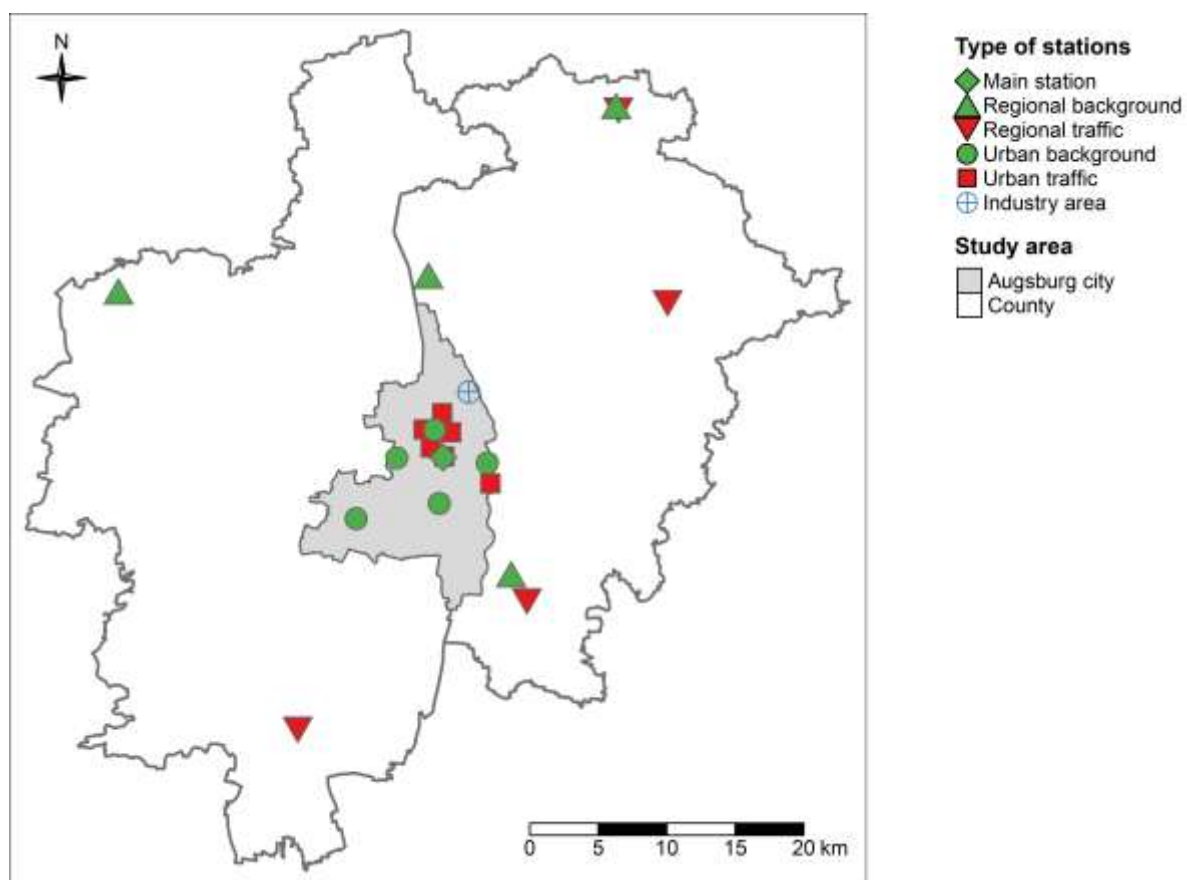 N
Type of stations
Main station
Regional background
Regional traffic
Urban background
Urban traffic
Industry area
Study area
Augsburg city
County
0 5 10 15 20 km